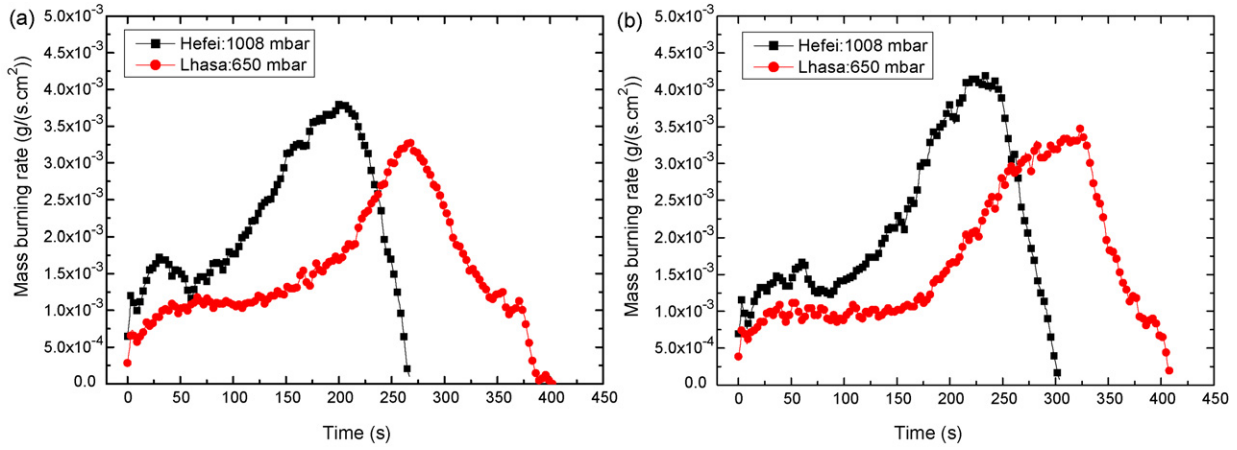 (a)
Mass burning rate (g/(s.cm²))
5.0x10⁻³
4.5x10⁻³
4.0x10⁻³
3.5x10⁻³
3.0x10⁻³
2.5x10⁻³
2.0x10⁻³
1.5x10⁻³
1.0x10⁻³
5.0x10⁻⁴
0.0
Hefei:1008 mbar
Lhasa:650 mbar
0 50 100 150 200 250 300 350 400 450
Time (s)
(b)
Mass burning rate (g/(s.cm²))
5.0x10⁻³
4.5x10⁻³
4.0x10⁻³
3.5x10⁻³
3.0x10⁻³
2.5x10⁻³
2.0x10⁻³
1.5x10⁻³
1.0x10⁻³
5.0x10⁻⁴
0.0
Hefei:1008 mbar
Lhasa:650 mbar
0 50 100 150 200 250 300 350 400 450
Time (s)